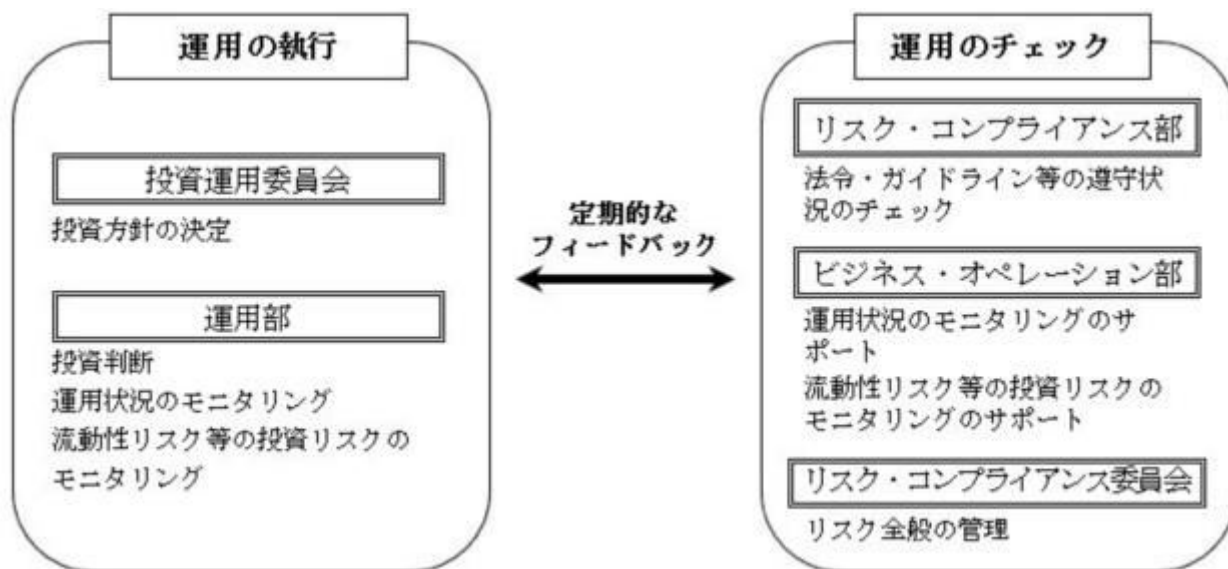 運用の執行
投資運用委員会
投資方針の決定
運用部
投資判断
運用状況のモニタリング
流動性リスク等の投資リスクの
モニタリング
定期的な
フィードバック
運用のチェック
リスク・コンプライアンス部
法令・ガイドライン等の遵守状
況のチェック
ビジネス・オペレーション部
運用状況のモニタリングのサ
ポート
流動性リスク等の投資リスクの
モニタリングのサポート
リスク・コンプライアンス委員会
リスク全般の管理